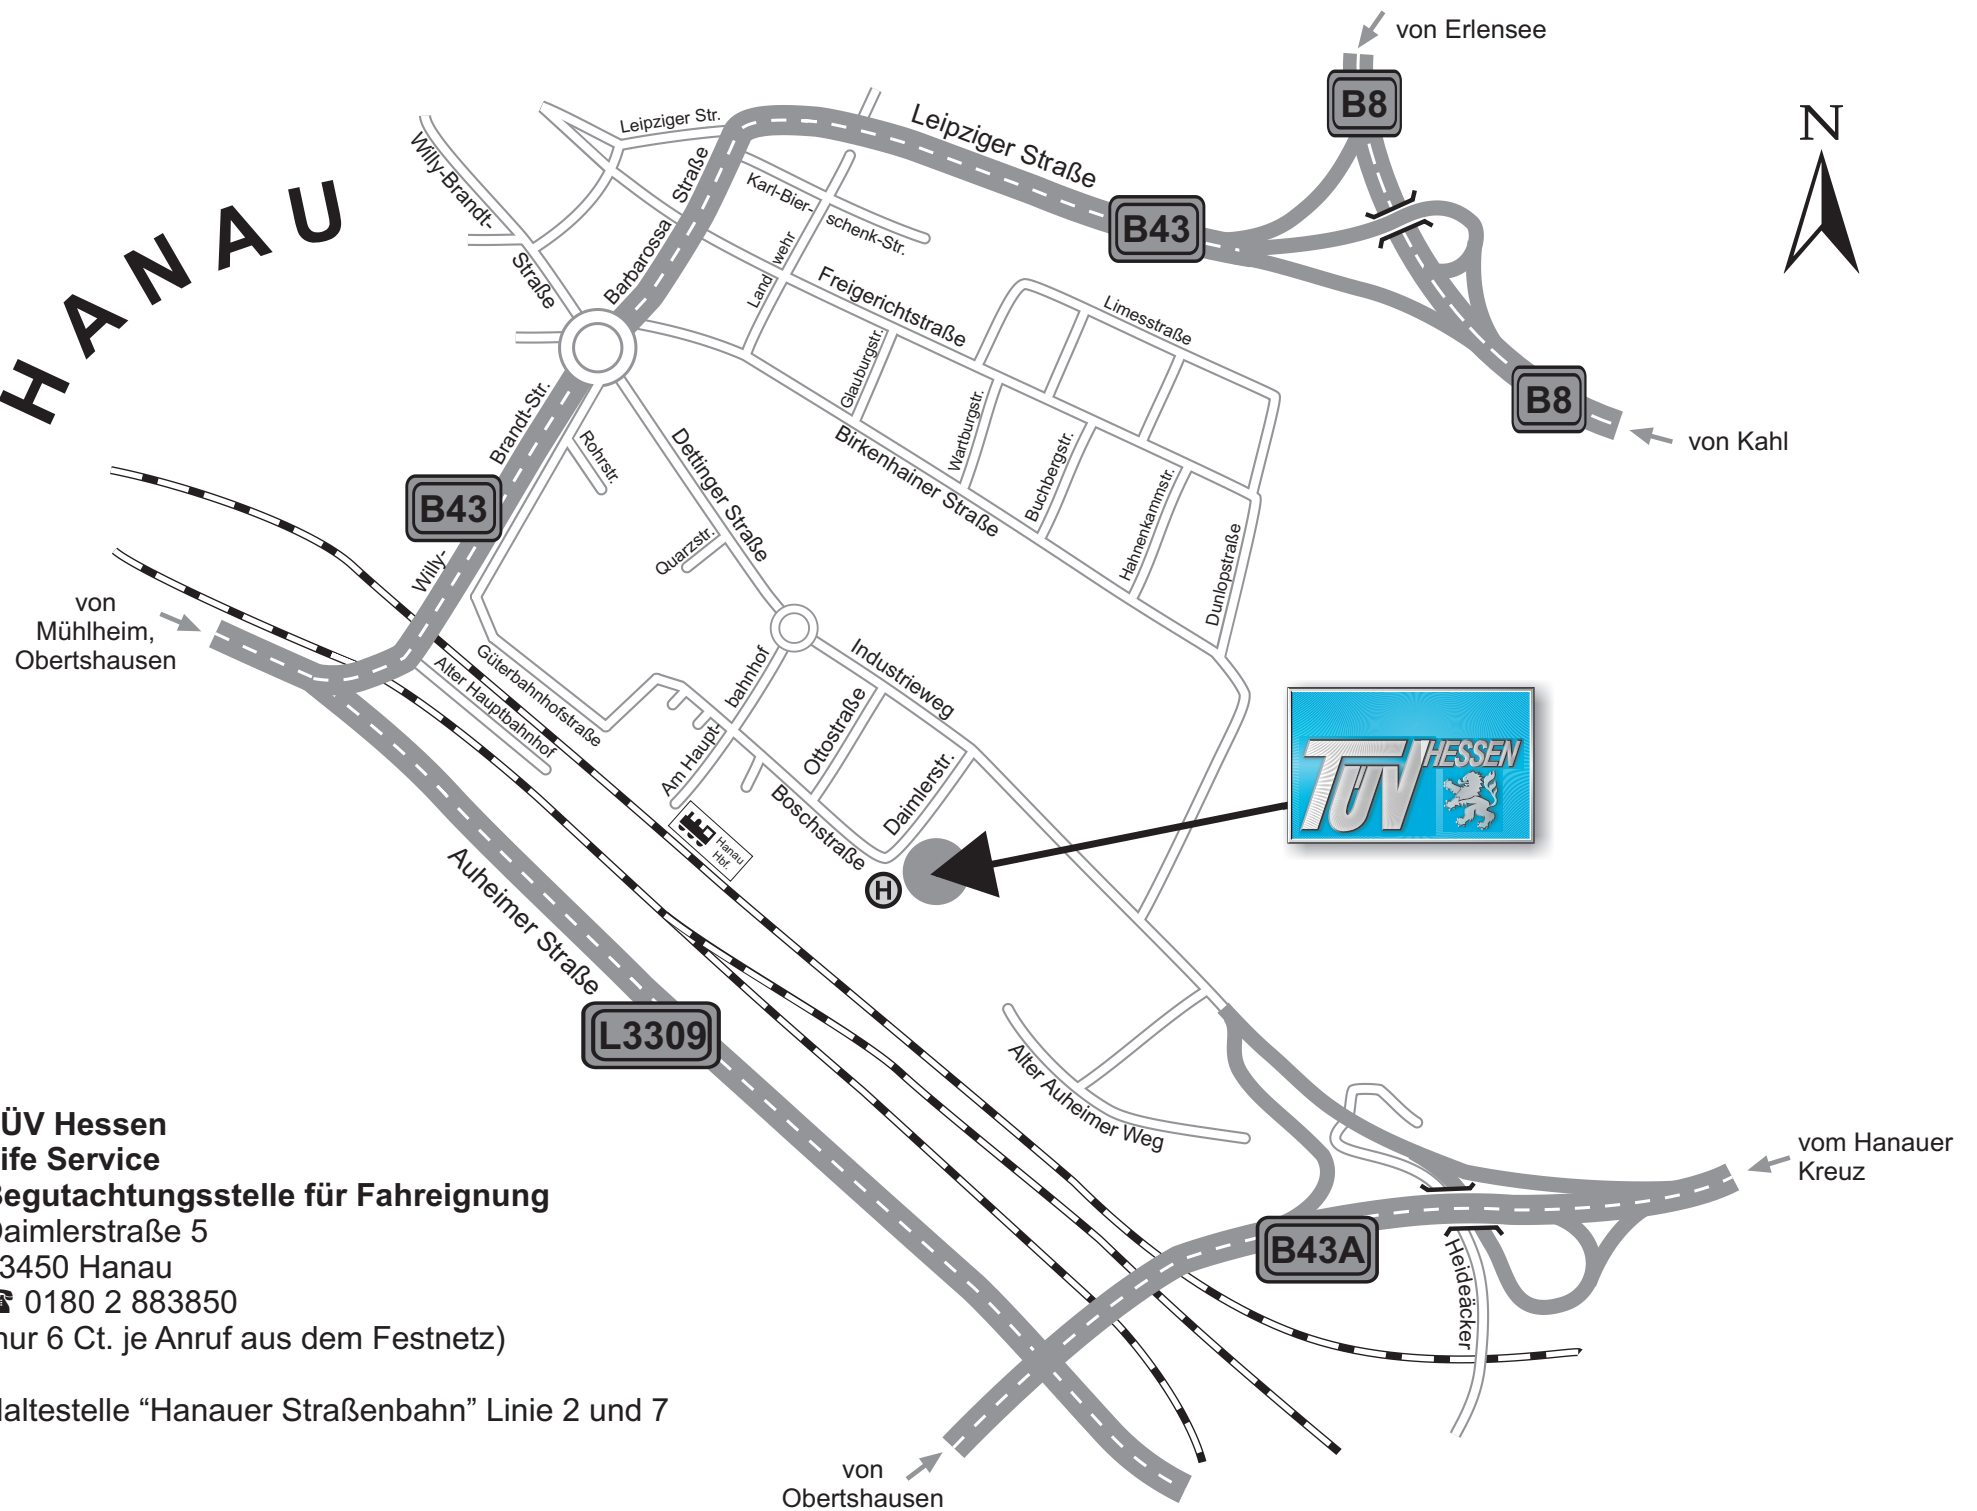 von Erlensee
B8
N
HANAU
Leipziger Str.
Leipziger Straße
Willy-Brandt-
Straße
Barbarossa Straße
Karl-Bier-
schenk-Str.
B43
Land wehr
Freigerichtstraße
Limesstraße
Glauburgstr.
B8
von Kahl
Brandt-Str.
Rohrstr.
Dettinger Straße
Birkenhainer Straße
Wartburgstr.
Buchbergstr.
Hahnenkammstr.
Dunlopstraße
B43
Willy-
Quarzstr.
von
Mühlheim,
Obertshausen
Güterbahnhofstraße
Alter Hauptbahnhof
bahnhof
Am Haupt-
Industrieweg
Ottostraße
Daimlerstr.
Boschstraße
TÜV HESSEN
Hanau
Hbf.
H
Auheimer Straße
L3309
Alter Auheimer Weg
vom Hanauer
Kreuz
B43A
Heideäcker
ÜV Hessen
ife Service
Begutachtungsstelle für Fahreignung
Daimlerstraße 5
3450 Hanau
☎ 0180 2 883850
nur 6 Ct. je Anruf aus dem Festnetz)
Haltestelle “Hanauer Straßenbahn” Linie 2 und 7
von
Obertshausen